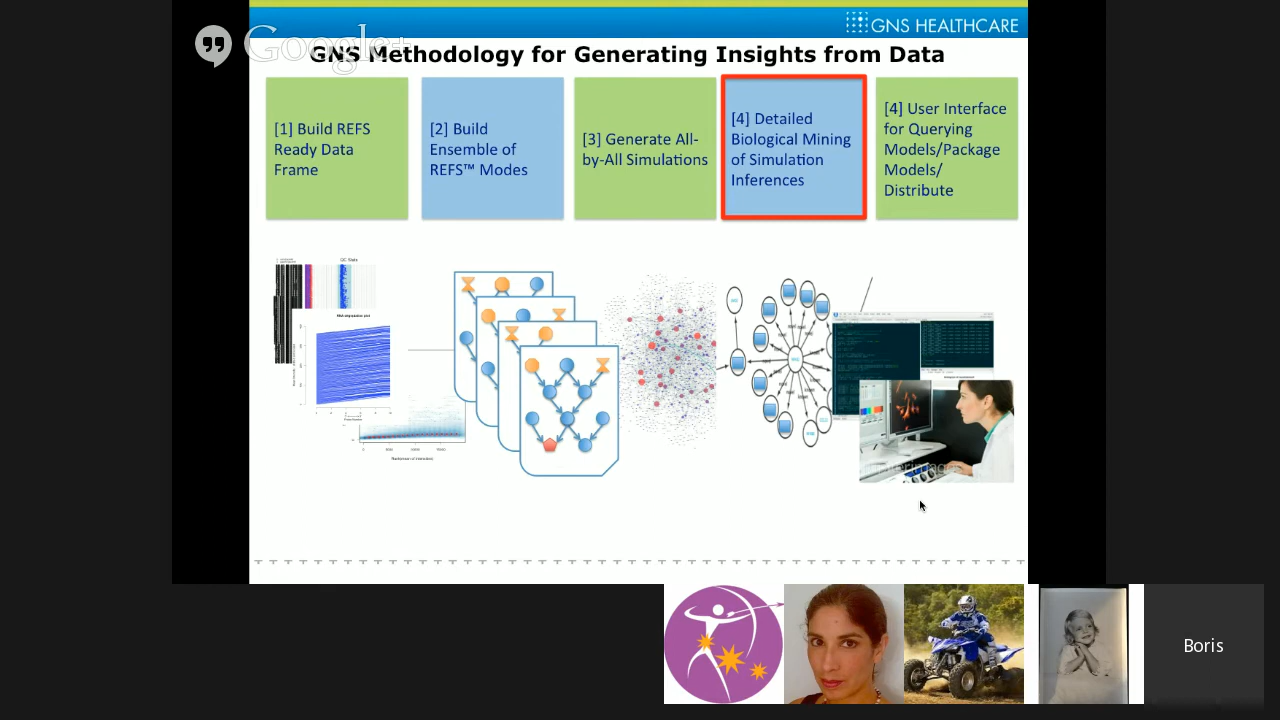 GNS HEALTHCARE
Google+
GNS Methodology for Generating Insights from Data
[1] Build REFS
Ready Data
Frame
[2] Build
Ensemble of
REFS™ Modes
[3] Generate All-
by-All Simulations
[4] Detailed
Biological Mining
of Simulation
Inferences
[4] User Interface
for Querying
Models/Package
Models/
Distribute
Boris